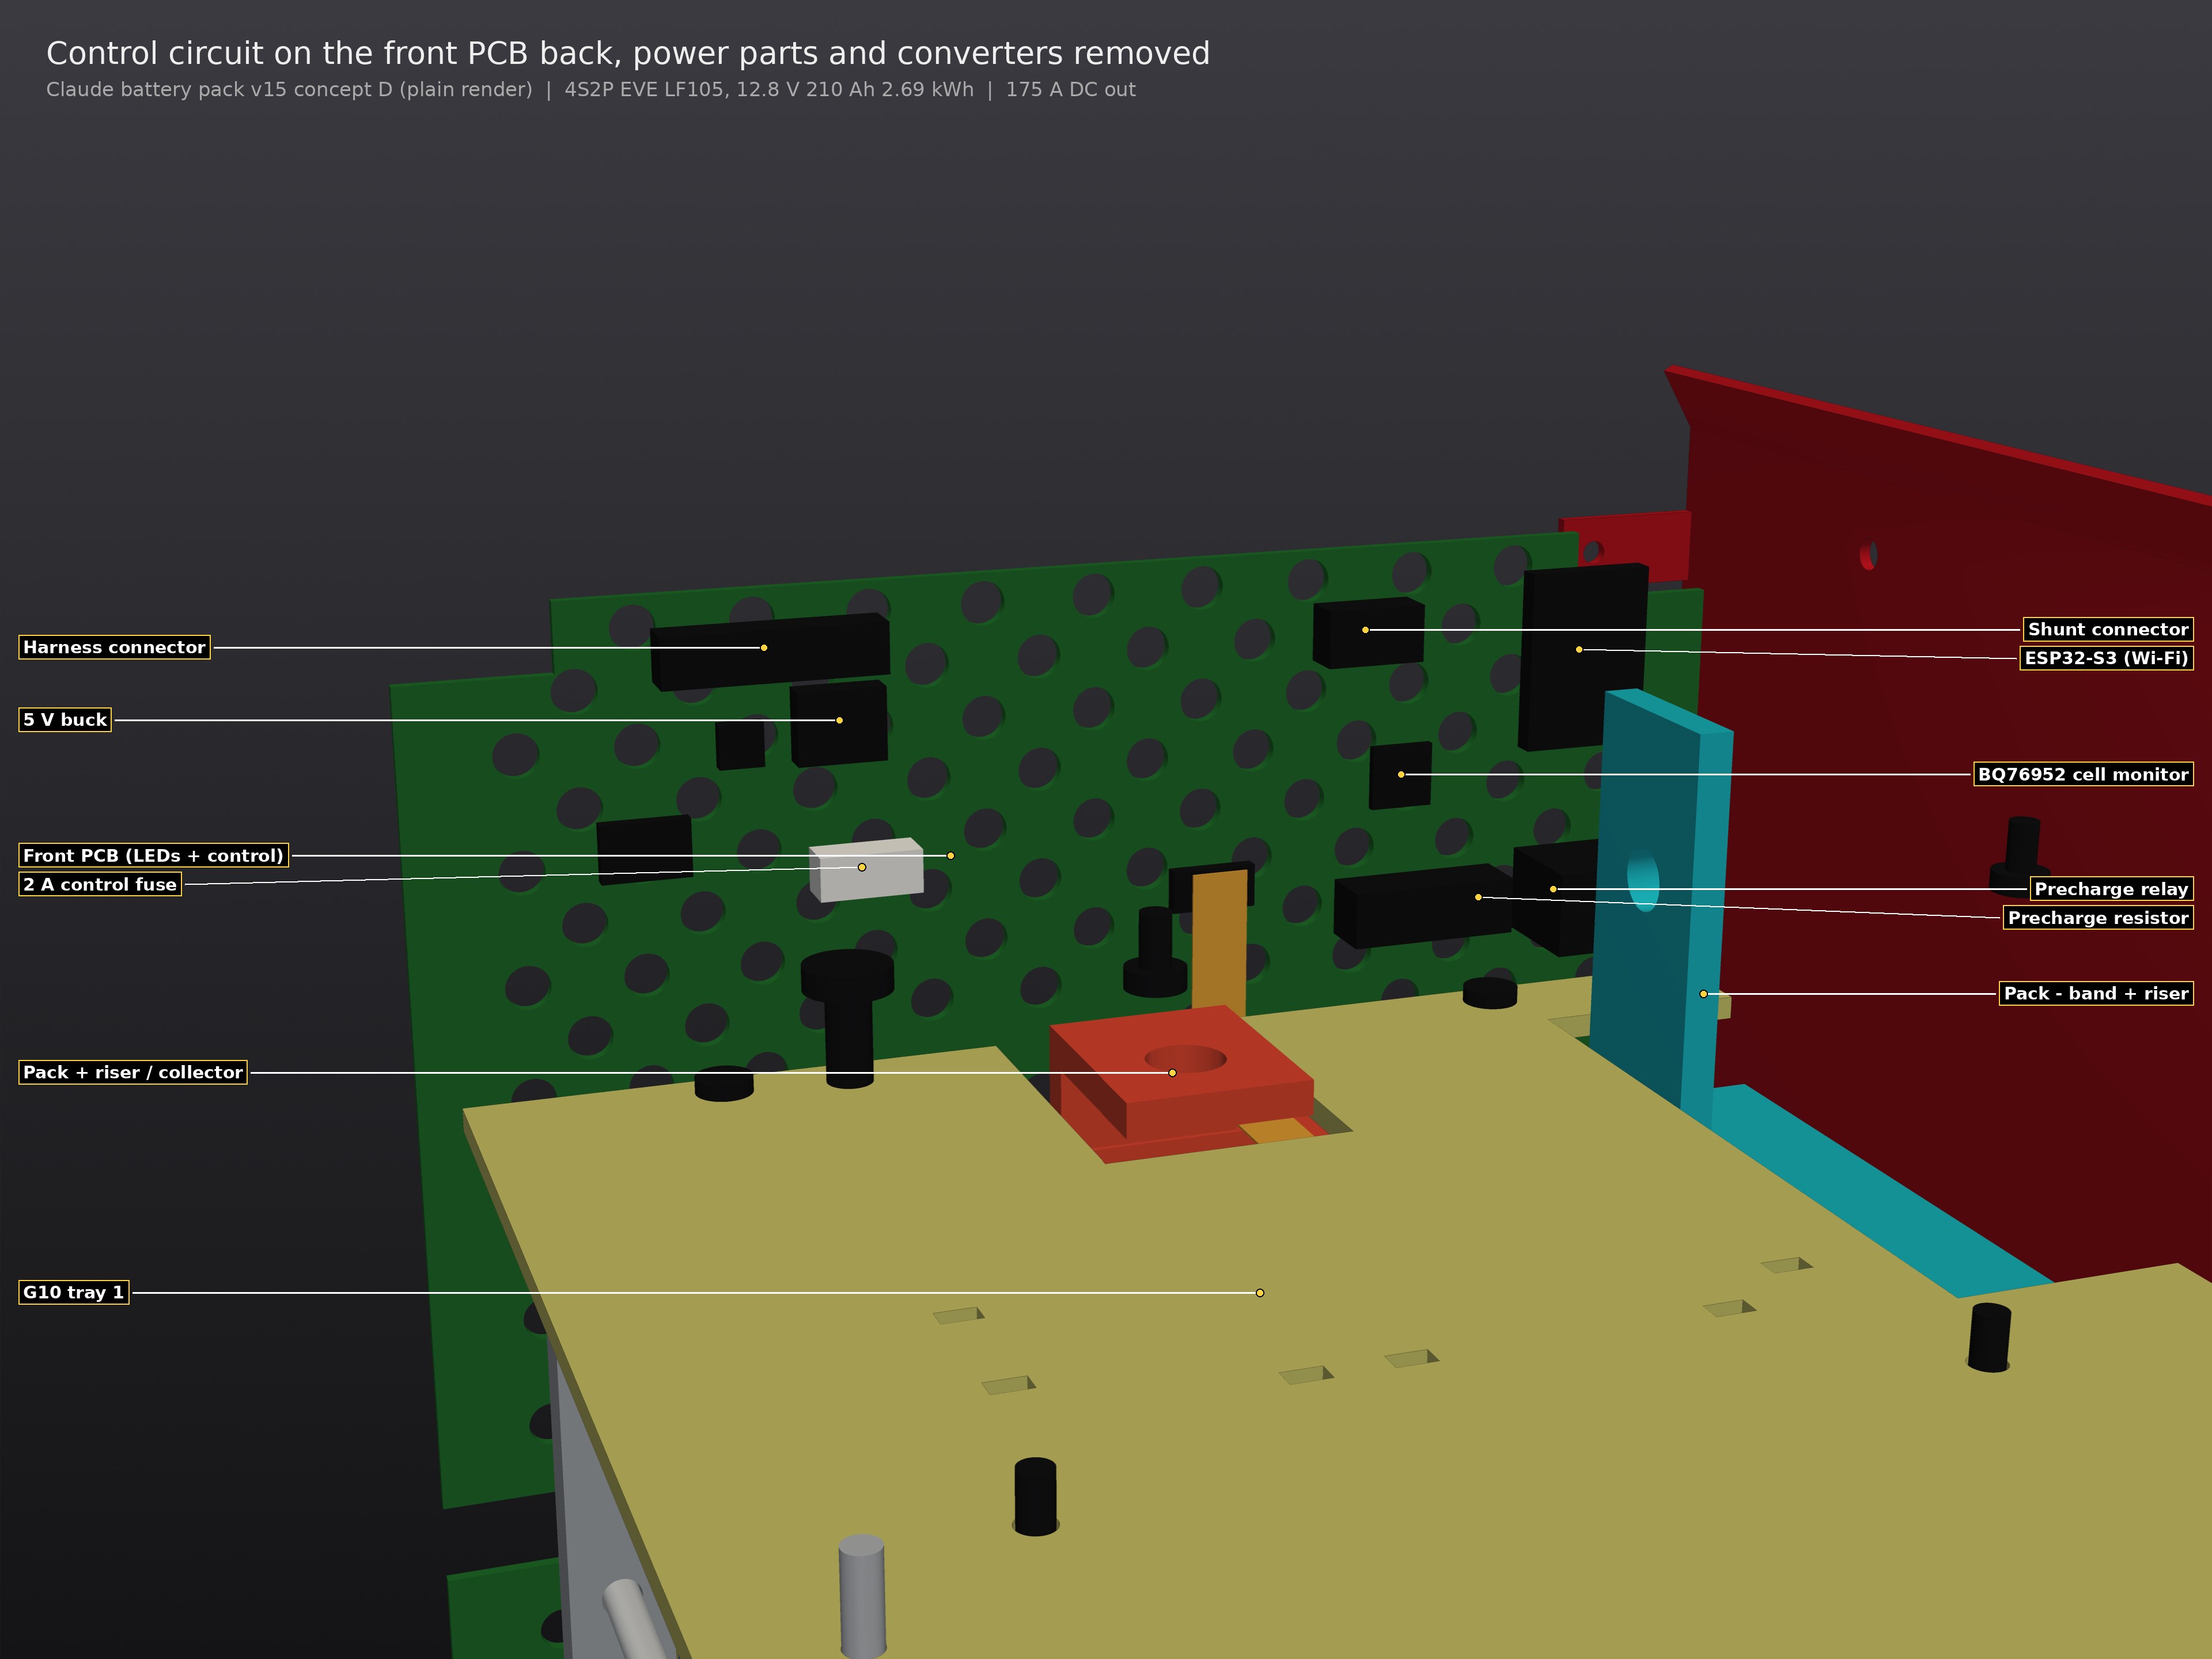 Control circuit on the front PCB back, power parts and converters removed
Claude battery pack v15 concept D (plain render) | 4S2P EVE LF105, 12.8 V 210 Ah 2.69 kWh | 175 A DC out
Harness connector
5 V buck
Front PCB (LEDs + control)
2 A control fuse
Pack + riser / collector
G10 tray 1
Shunt connector
ESP32-S3 (Wi-Fi)
BQ76952 cell monitor
Precharge relay
Precharge resistor
Pack - band + riser